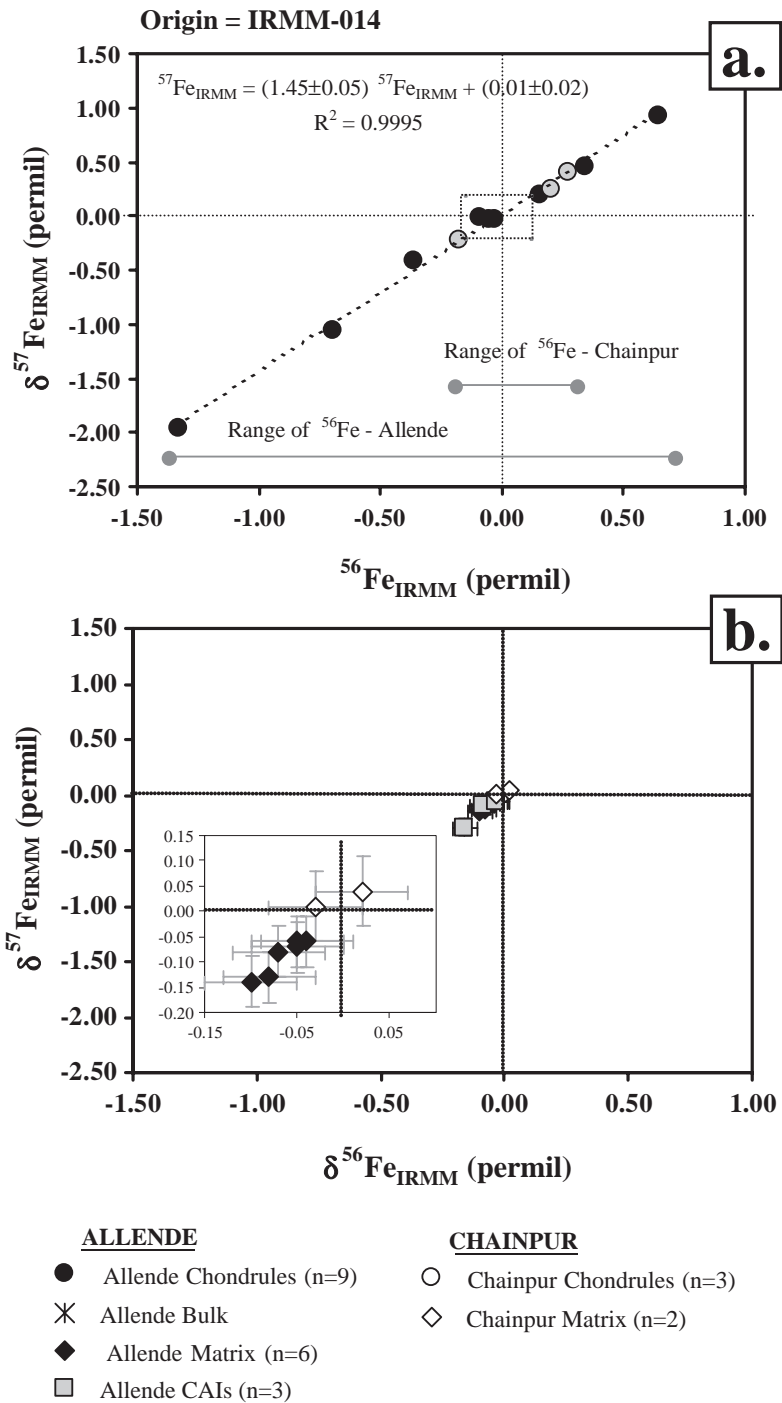 Origin = IRMM-014
a.
⁵⁷Fe_IRMM = (1.45±0.05) ⁵⁷Fe_IRMM + (0.01±0.02)
R² = 0.9995
δ⁵⁷Fe_IRMM (permil)
1.50
1.00
0.50
0.00
-0.50
-1.00
-1.50
-2.00
-2.50
Range of ⁵⁶Fe - Chainpur
Range of ⁵⁶Fe - Allende
-1.50 -1.00 -0.50 0.00 0.50 1.00
⁵⁶Fe_IRMM (permil)
b.
δ⁵⁷Fe_IRMM (permil)
1.50
1.00
0.50
0.00
-0.50
-1.00
-1.50
-2.00
-2.50
0.15
0.10
0.05
0.00
-0.05
-0.10
-0.15
-0.20
-0.15 -0.05 0.05
-1.50 -1.00 -0.50 0.00 0.50 1.00
δ⁵⁶Fe_IRMM (permil)
ALLENDE
Allende Chondrules (n=9)
Allende Bulk
Allende Matrix (n=6)
Allende CAIs (n=3)
CHAINPUR
Chainpur Chondrules (n=3)
Chainpur Matrix (n=2)